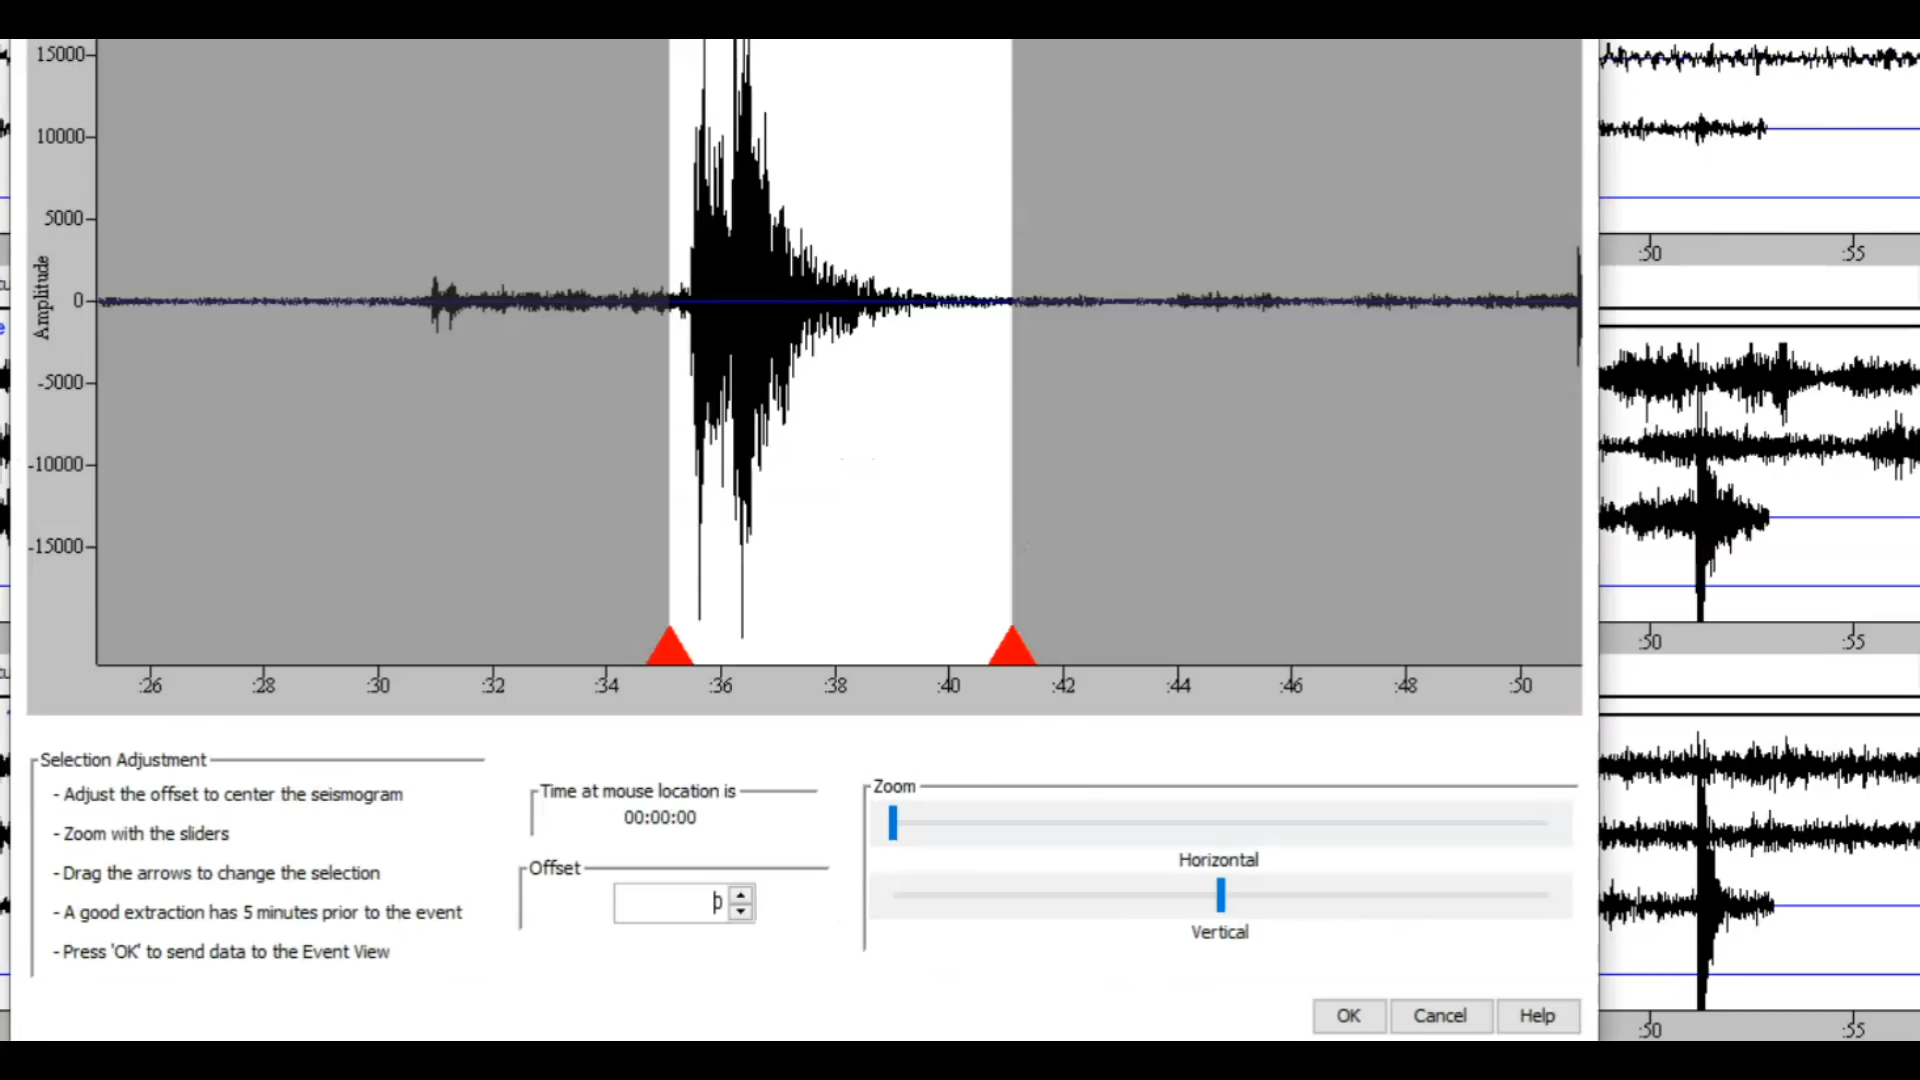 15000
10000
5000
0
-5000
-10000
-15000
Amplitude
:26 :28 :30 :32 :34 :36 :38 :40 :42 :44 :46 :48 :50
:50 :55
:50 :55
:50 :55
Selection Adjustment
- Adjust the offset to center the seismogram
- Zoom with the sliders
- Drag the arrows to change the selection
- A good extraction has 5 minutes prior to the event
- Press 'OK' to send data to the Event View
Time at mouse location is
00:00:00
Offset
0
Zoom
Horizontal
Vertical
OK Cancel Help